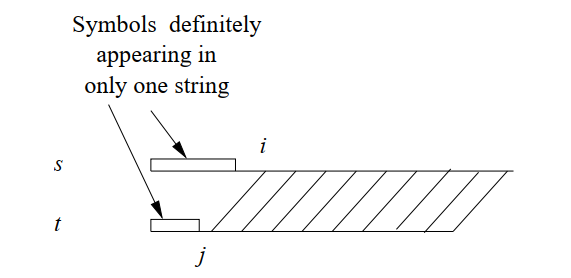 Symbols definitely
appearing in
only one string
i
s
t
j